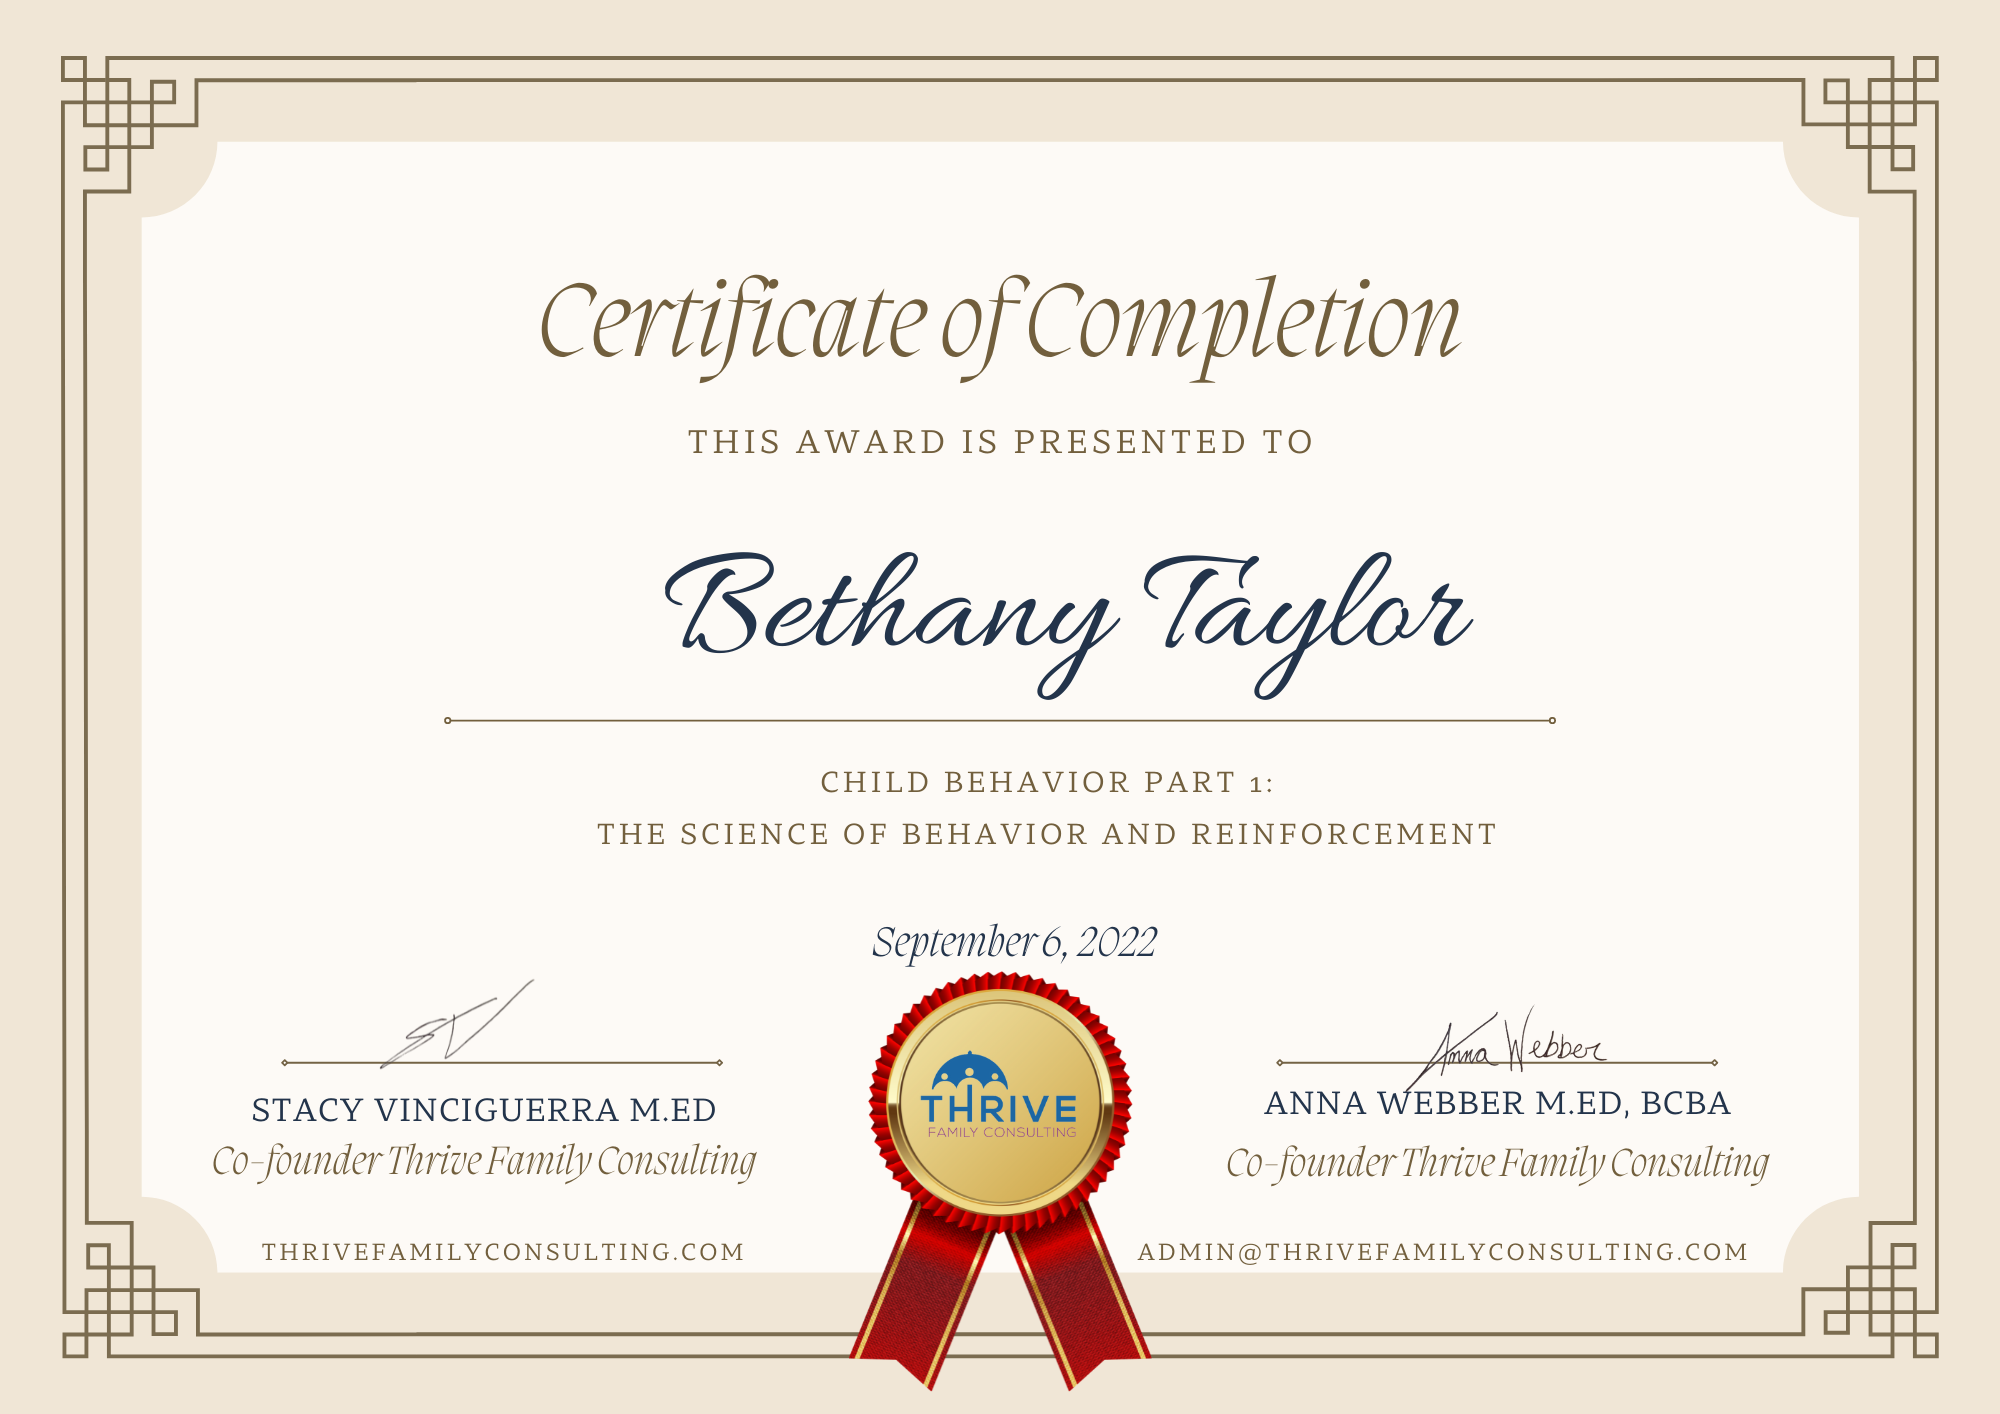 Certificate of Completion
THIS AWARD IS PRESENTED TO
Bethany Taylor
CHILD BEHAVIOR PART 1:
THE SCIENCE OF BEHAVIOR AND REINFORCEMENT
September 6, 2022
SV
Anna Webber
STACY VINCIGUERRA M.ED
ANNA WEBBER M.ED, BCBA
Co-founder Thrive Family Consulting
Co-founder Thrive Family Consulting
THRIVE
FAMILY CONSULTING
THRIVEFAMILYCONSULTING.COM
ADMIN@THRIVEFAMILYCONSULTING.COM